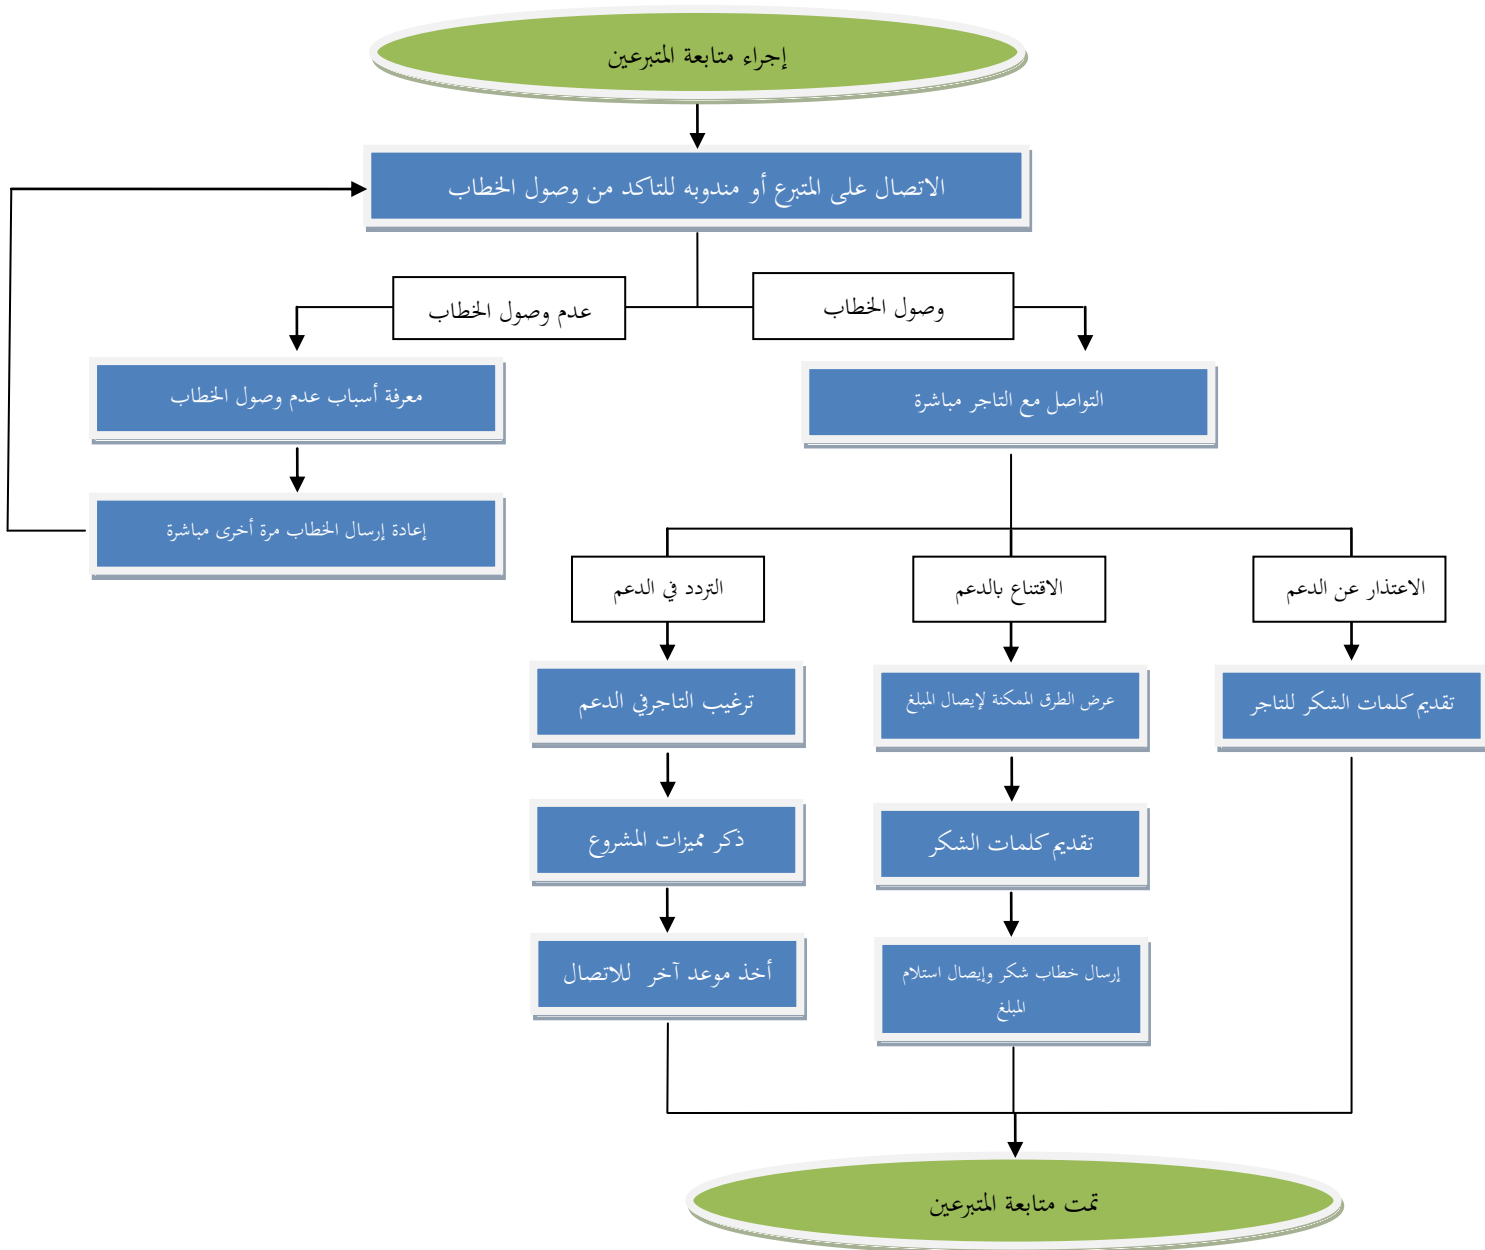 إجراء متابعة المتبرعين
الاتصال على المتبرع أو مندوبه للتاكد من وصول الخطاب
وصول الخطاب
عدم وصول الخطاب
التواصل مع التاجر مباشرة
معرفة أسباب عدم وصول الخطاب
إعادة إرسال الخطاب مرة أخرى مباشرة
الاعتذار عن الدعم
الاقتناع بالدعم
التردد في الدعم
تقديم كلمات الشكر للتاجر
عرض الطرق الممكنة لإيصال المبلغ
ترغيب التاجرفي الدعم
تقديم كلمات الشكر
ذكر مميزات المشروع
إرسال خطاب شكر وإيصال استلام
المبلغ
أخذ موعد آخر للاتصال
تمت متابعة المتبرعين